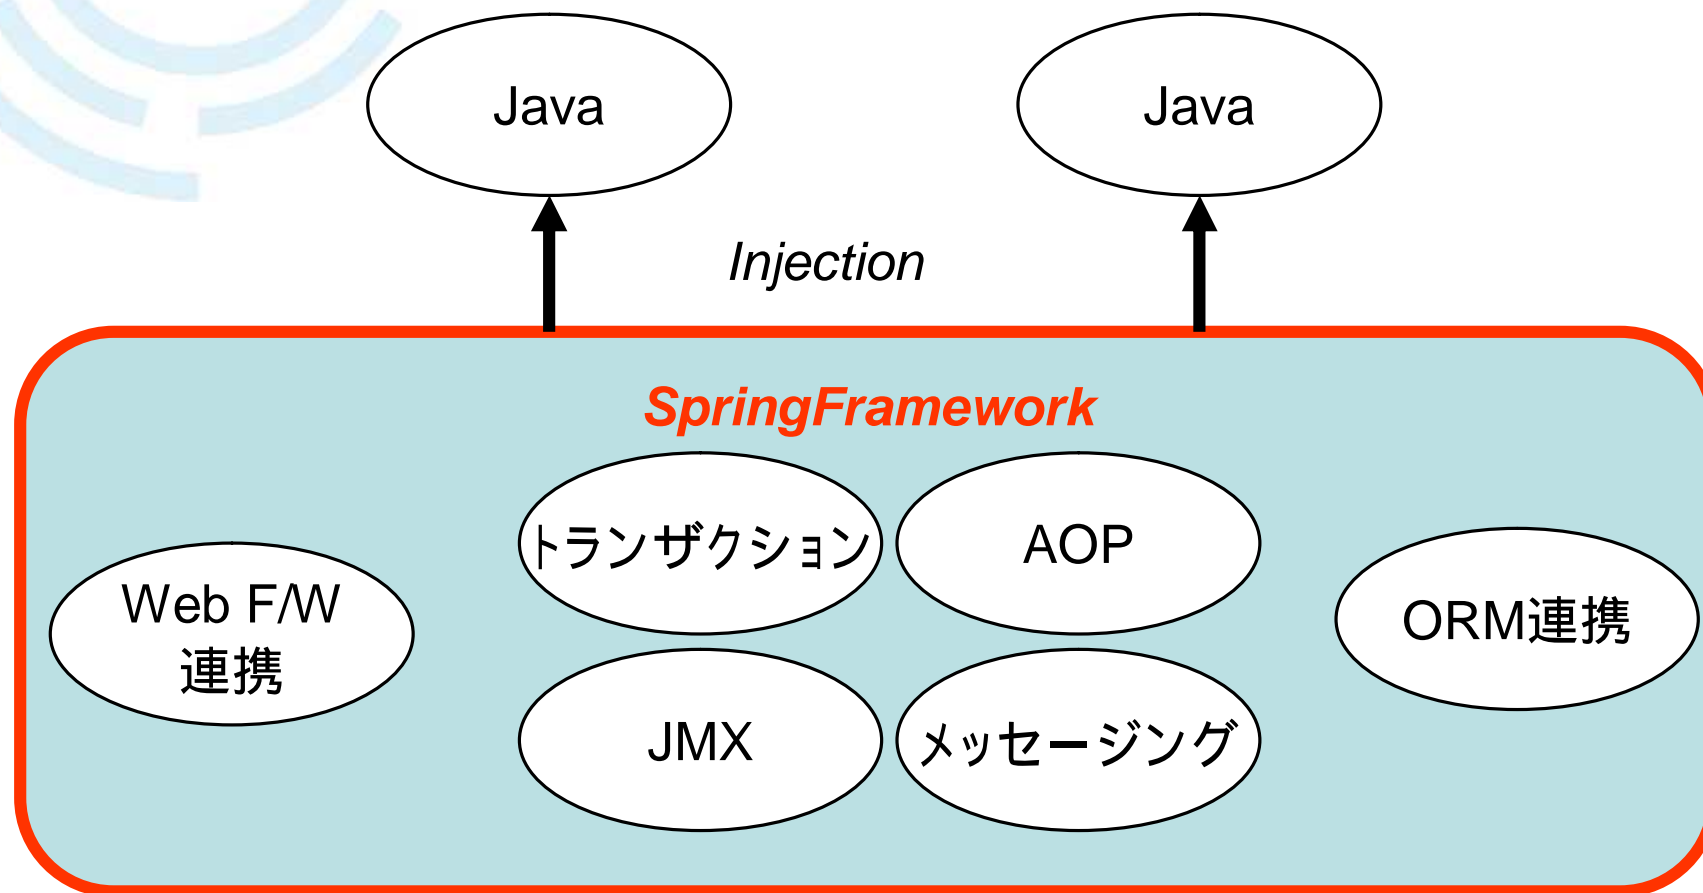 Java
Java
Injection
SpringFramework
トランザクション
AOP
Web F/W
連携
ORM連携
JMX
メッセージング